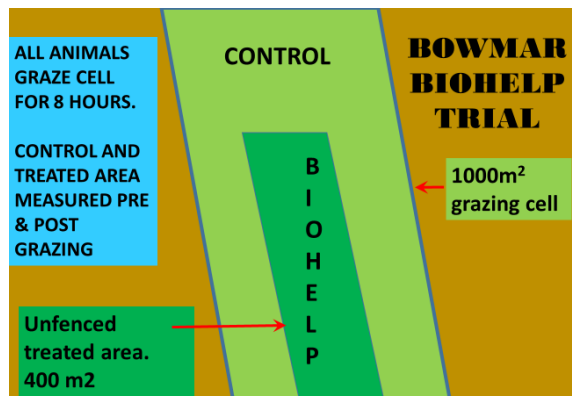 ALL ANIMALS
GRAZE CELL
FOR 8 HOURS.
CONTROL AND
TREATED AREA
MEASURED PRE
& POST
GRAZING
CONTROL
BOWMAR
BIOHELP
TRIAL
BIOHELP
1000m²
grazing cell
Unfenced
treated area.
400 m2